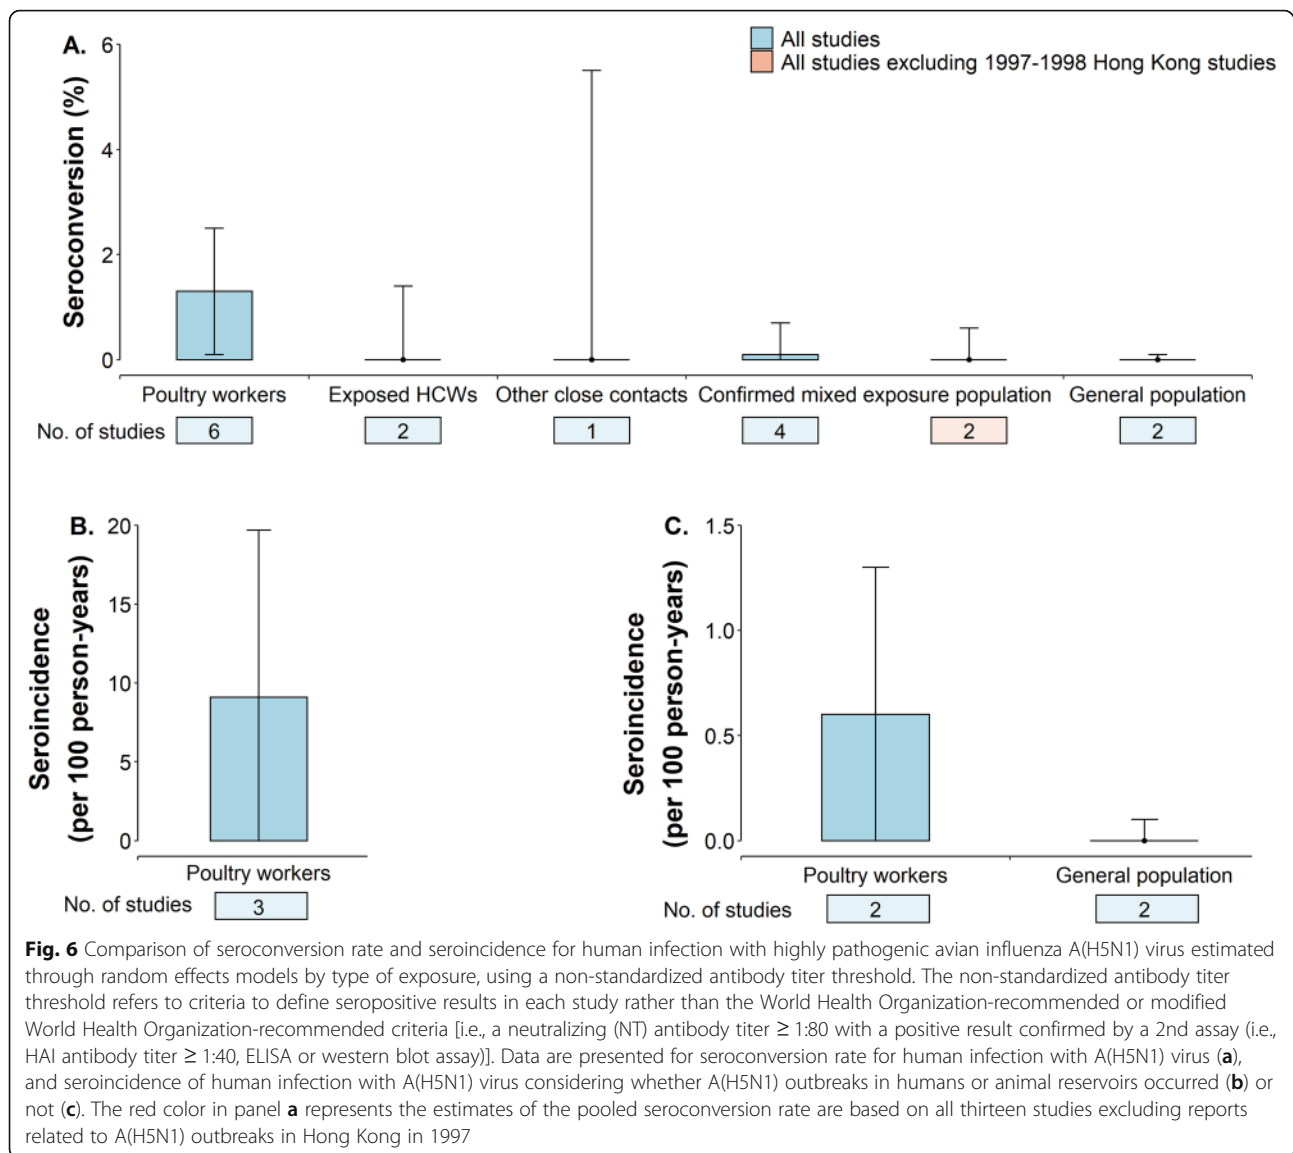 A.
All studies
All studies excluding 1997-1998 Hong Kong studies
Seroconversion (%)
6
4
2
0
Poultry workers Exposed HCWs Other close contacts Confirmed mixed exposure population General population
No. of studies 6 2 1 4 2 2
B.
Seroincidence
(per 100 person-years)
20
15
10
5
0
Poultry workers
No. of studies 3
C.
Seroincidence
(per 100 person-years)
1.5
1.0
0.5
0.0
Poultry workers General population
No. of studies 2 2
Fig. 6 Comparison of seroconversion rate and seroincidence for human infection with highly pathogenic avian influenza A(H5N1) virus estimated
through random effects models by type of exposure, using a non-standardized antibody titer threshold. The non-standardized antibody titer
threshold refers to criteria to define seropositive results in each study rather than the World Health Organization-recommended or modified
World Health Organization-recommended criteria [i.e., a neutralizing (NT) antibody titer ≥ 1:80 with a positive result confirmed by a 2nd assay (i.e.,
HAI antibody titer ≥ 1:40, ELISA or western blot assay)]. Data are presented for seroconversion rate for human infection with A(H5N1) virus (a),
and seroincidence of human infection with A(H5N1) virus considering whether A(H5N1) outbreaks in humans or animal reservoirs occurred (b) or
not (c). The red color in panel a represents the estimates of the pooled seroconversion rate are based on all thirteen studies excluding reports
related to A(H5N1) outbreaks in Hong Kong in 1997